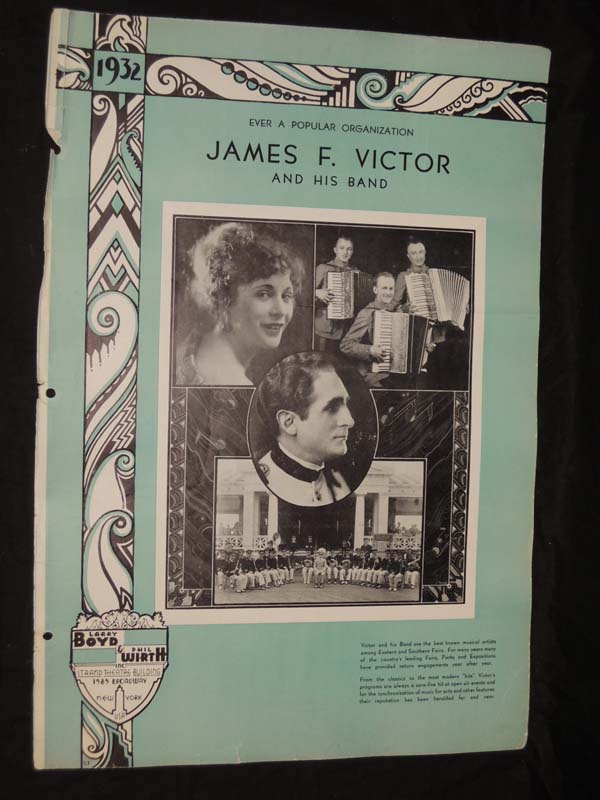 1932
EVER A POPULAR ORGANIZATION
JAMES F. VICTOR
AND HIS BAND
LARRY
BOYD
& PHIL
WIRTH
INC
STRAND THEATRE BUILDING
1585 BROADWAY
NEW YORK
USA
Victor and his Band are the best known musical artists
among Eastern and Southern Fairs. For many years many
of the country's leading Fairs, Parks and Expositions
have provided return engagements year after year.
From the classics to the most modern "hits" Victor's
programs are always a sure-fire hit at open air events and
for the synchronization of music for acts and other features
their reputation has been heralded far and near.